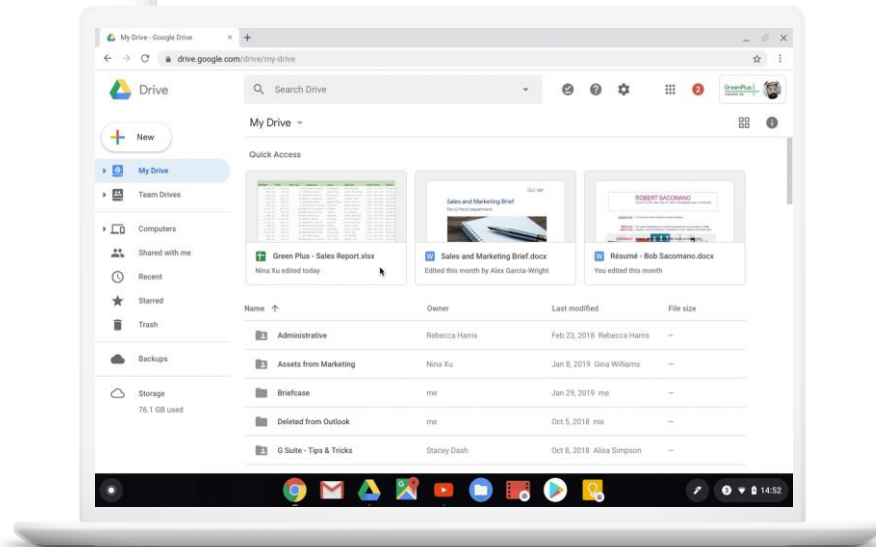 My Drive - Google Drive
drive.google.com/drive/my-drive
Drive
Search Drive
2
GreenPlus
My Drive
New
Quick Access
My Drive
Team Drives
Computers
Shared with me
Recent
Starred
Trash
Backups
Storage
76.1 GB used
Sales and Marketing Brief
ROBERT SACOMANO
Green Plus - Sales Report.xlsx
Nina Xu edited today
Sales and Marketing Brief.docx
Edited this month by Alex Garcia-Wright
Résumé - Bob Sacomano.docx
You edited this month
Name Owner Last modified File size
Administrative Rebecca Harris Feb 23, 2018 Rebecca Harris –
Assets from Marketing Nina Xu Jan 8, 2019 Gina Williams –
Briefcase me Jan 29, 2019 me –
Deleted from Outlook me Oct 5, 2018 me –
G Suite - Tips & Tricks Stacey Dash Oct 8, 2018 Alisa Simpson –
14:52